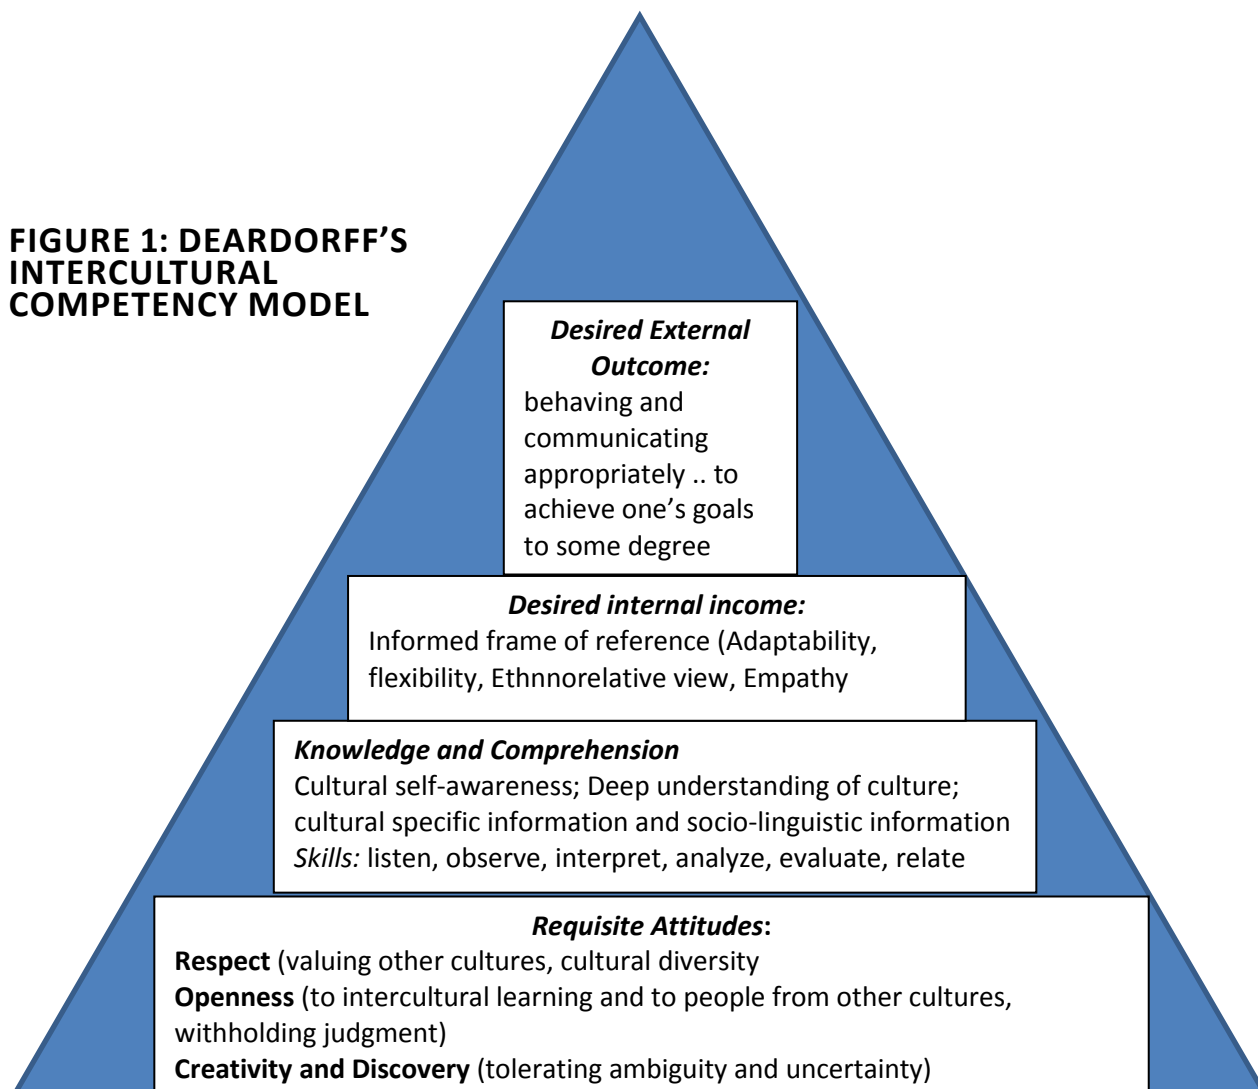 FIGURE 1: DEARDORFF’S
INTERCULTURAL
COMPETENCY MODEL
Desired External
Outcome:
behaving and
communicating
appropriately .. to
achieve one’s goals
to some degree
Desired internal income:
Informed frame of reference (Adaptability,
flexibility, Ethnnorelative view, Empathy
Knowledge and Comprehension
Cultural self-awareness; Deep understanding of culture;
cultural specific information and socio-linguistic information
Skills: listen, observe, interpret, analyze, evaluate, relate
Requisite Attitudes:
Respect (valuing other cultures, cultural diversity
Openness (to intercultural learning and to people from other cultures,
withholding judgment)
Creativity and Discovery (tolerating ambiguity and uncertainty)